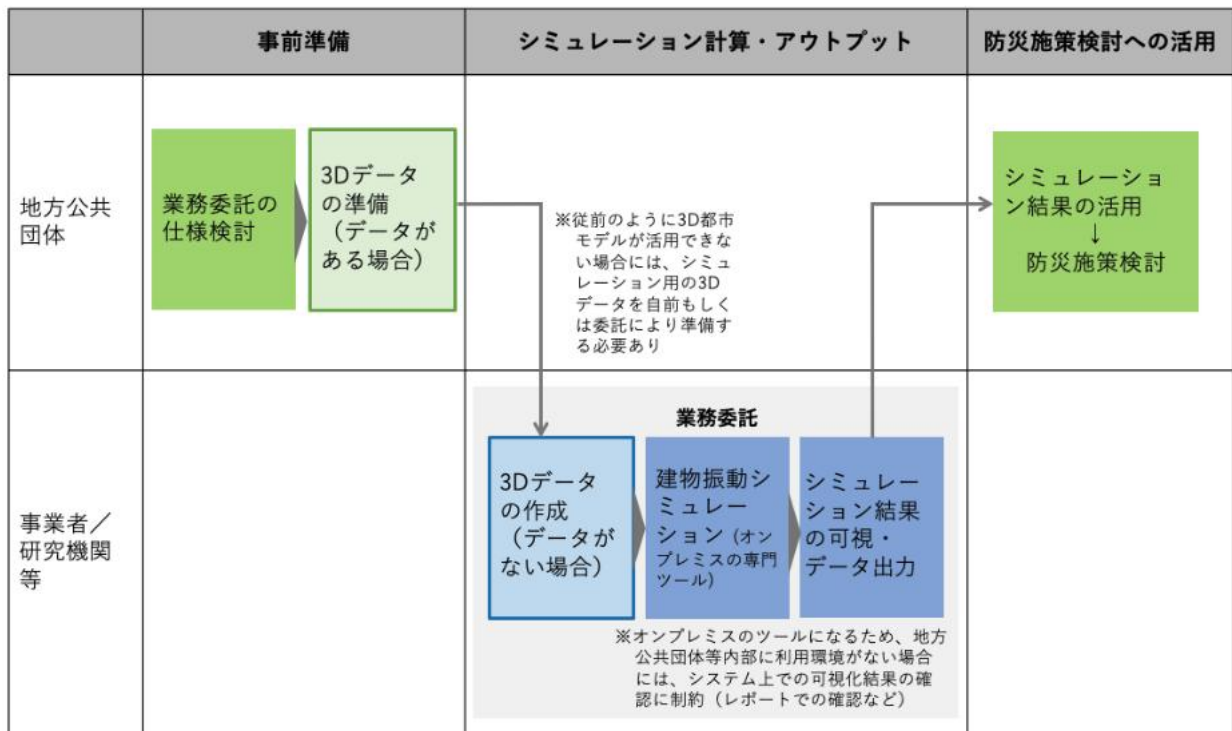 事前準備
シミュレーション計算・アウトプット
防災施策検討への活用
地方公共
団体
業務委託の
仕様検討
3Dデータ
の準備
（データが
ある場合）
※従前のように3D都市
モデルが活用できな
い場合には、シミュ
レーション用の3D
データを自前もしく
は委託により準備す
る必要あり
シミュレーショ
ン結果の活用
↓
防災施策検討
事業者／
研究機関
等
業務委託
3Dデータ
の作成
（データが
ない場合）
建物振動シ
ミュレー
ション（オン
プレミスの専門
ツール）
シミュレー
ション結果
の可視・
データ出力
※オンプレミスのツールになるため、地方
公共団体等内部に利用環境がない場合
には、システム上での可視化結果の確
認に制約（レポートでの確認など）